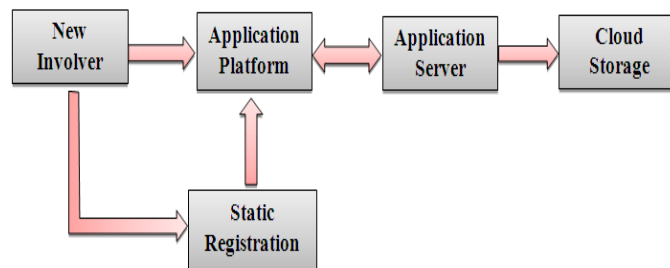 New
Involver
Application
Platform
Application
Server
Cloud
Storage
Static
Registration